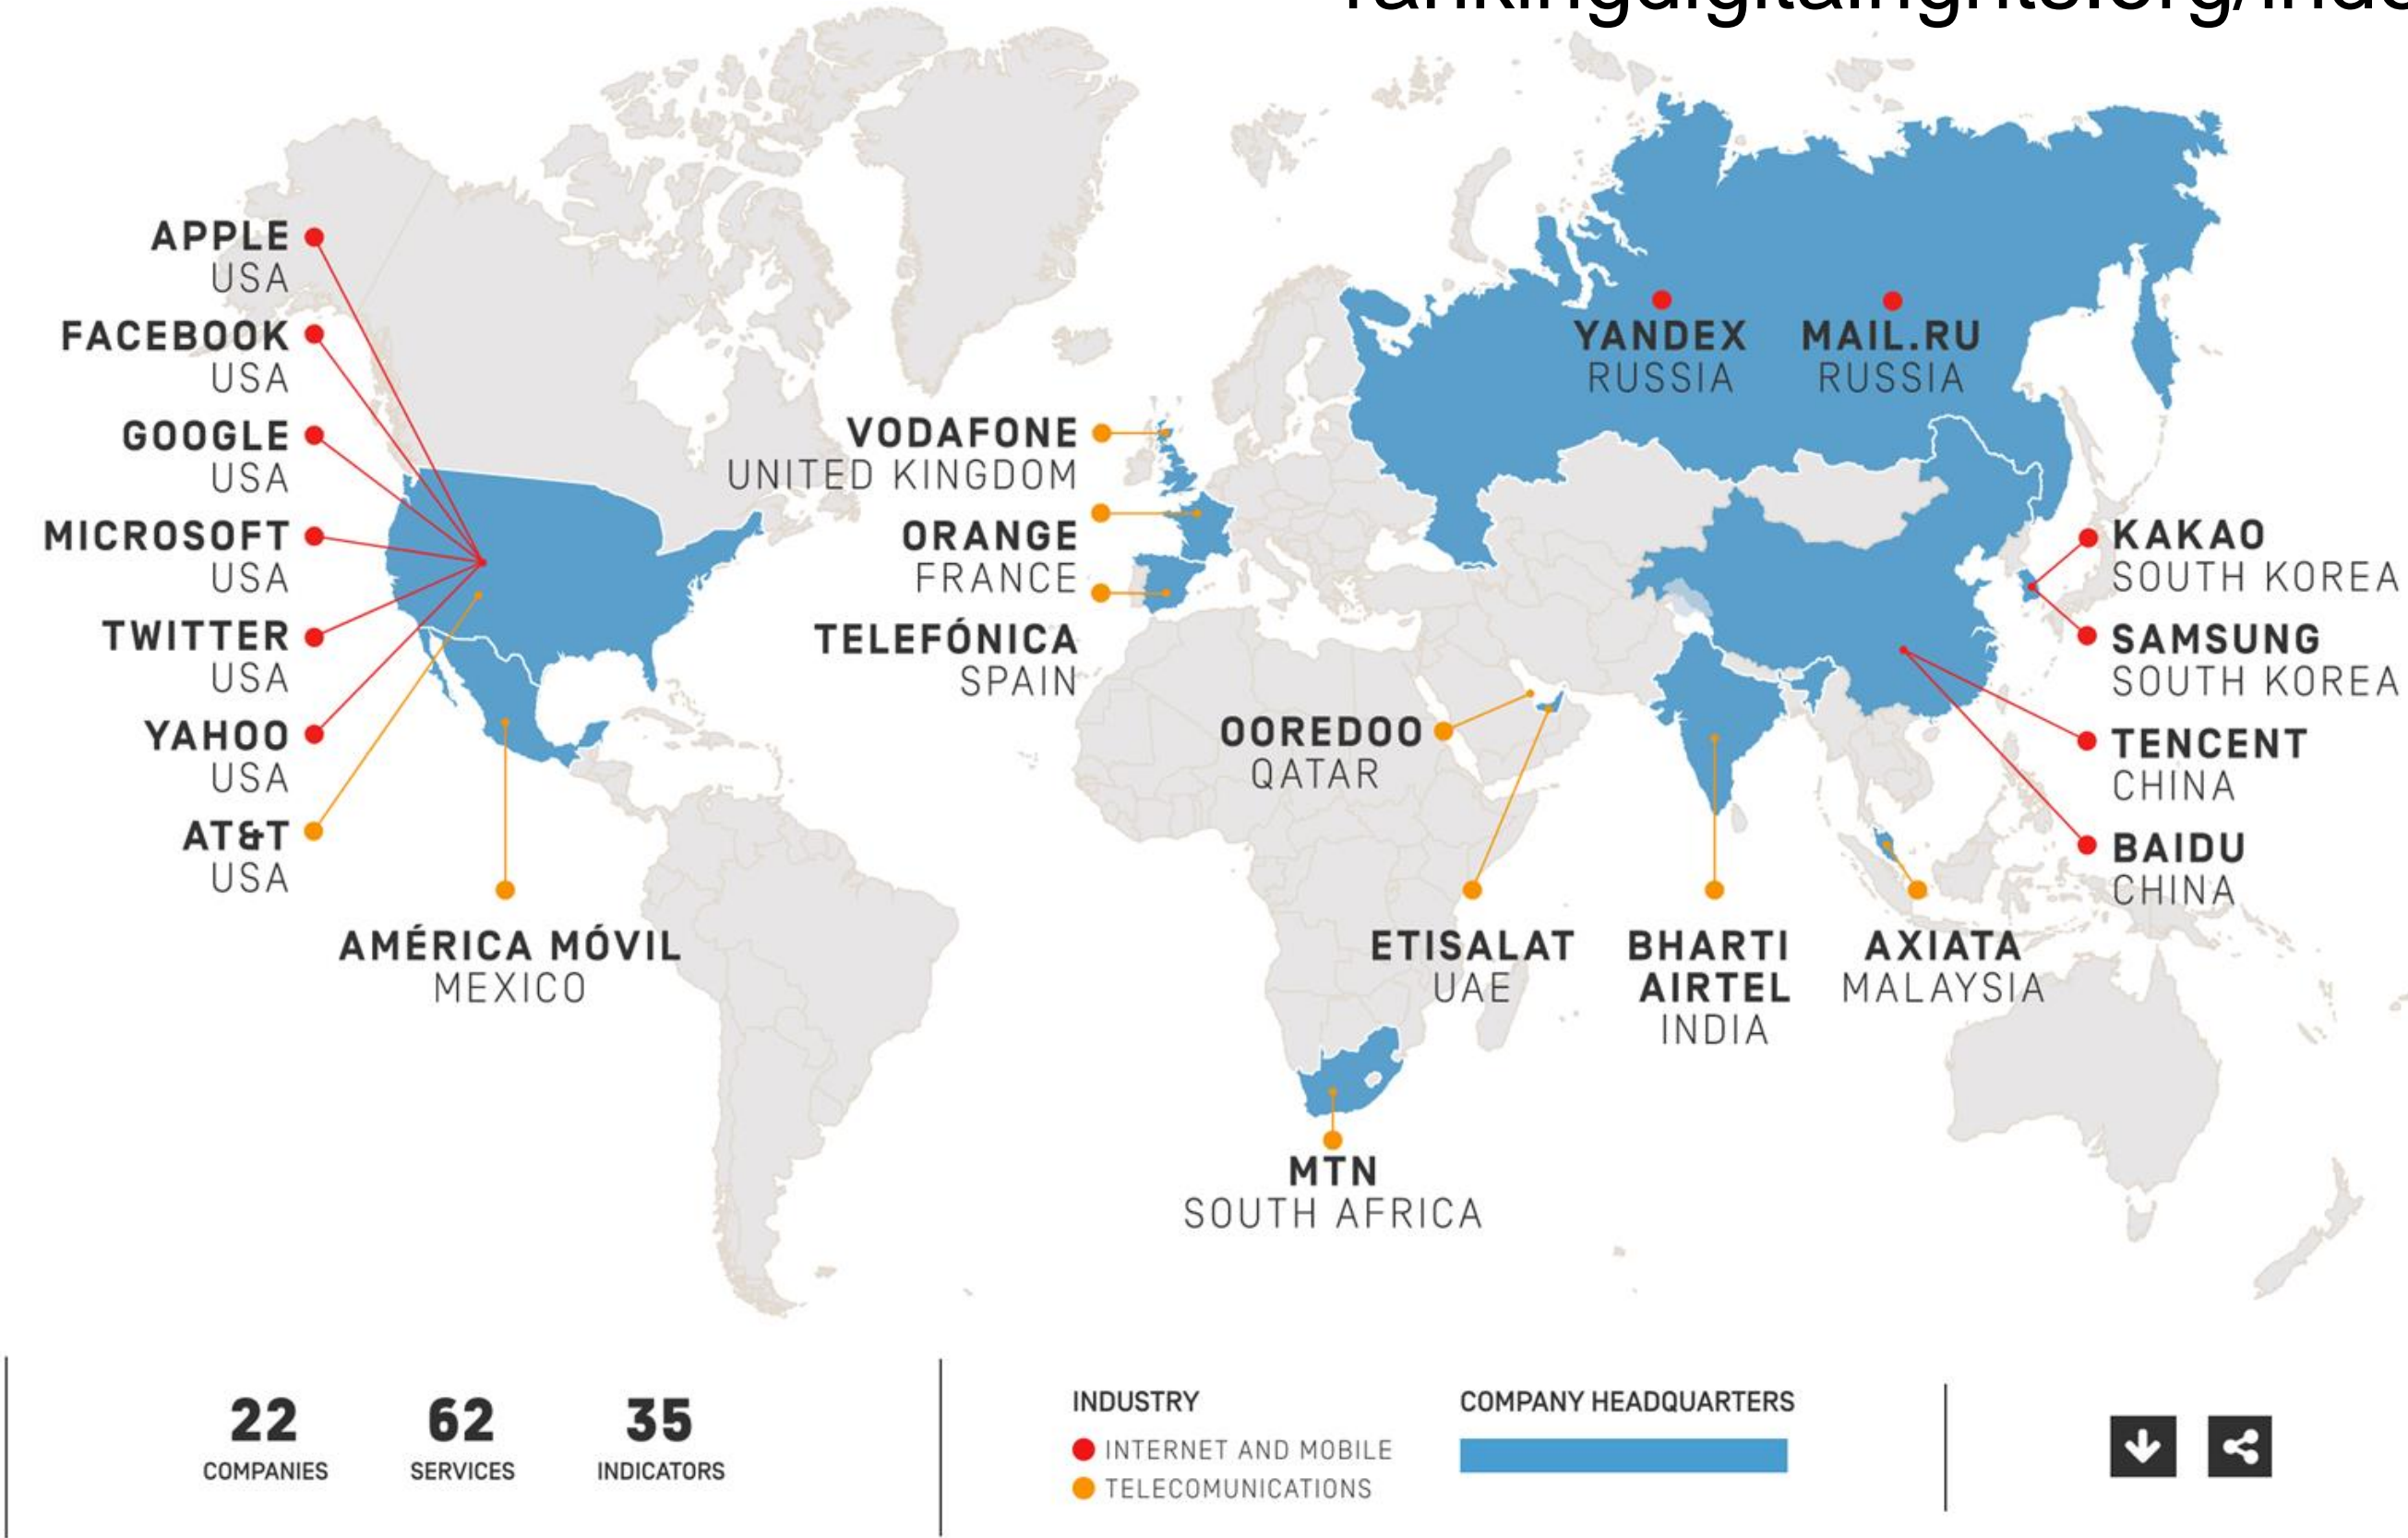 APPLE
USA
FACEBOOK
USA
GOOGLE
USA
MICROSOFT
USA
TWITTER
USA
YAHOO
USA
AT&T
USA
AMÉRICA MÓVIL
MEXICO
VODAFONE
UNITED KINGDOM
ORANGE
FRANCE
TELEFÓNICA
SPAIN
OOREDOO
QATAR
ETISALAT
UAE
BHARTI
AIRTEL
INDIA
AXIATA
MALAYSIA
MTN
SOUTH AFRICA
YANDEX
RUSSIA
MAIL.RU
RUSSIA
KAKAO
SOUTH KOREA
SAMSUNG
SOUTH KOREA
TENCENT
CHINA
BAIDU
CHINA
22
COMPANIES
62
SERVICES
35
INDICATORS
INDUSTRY
INTERNET AND MOBILE
TELECOMUNICATIONS
COMPANY HEADQUARTERS